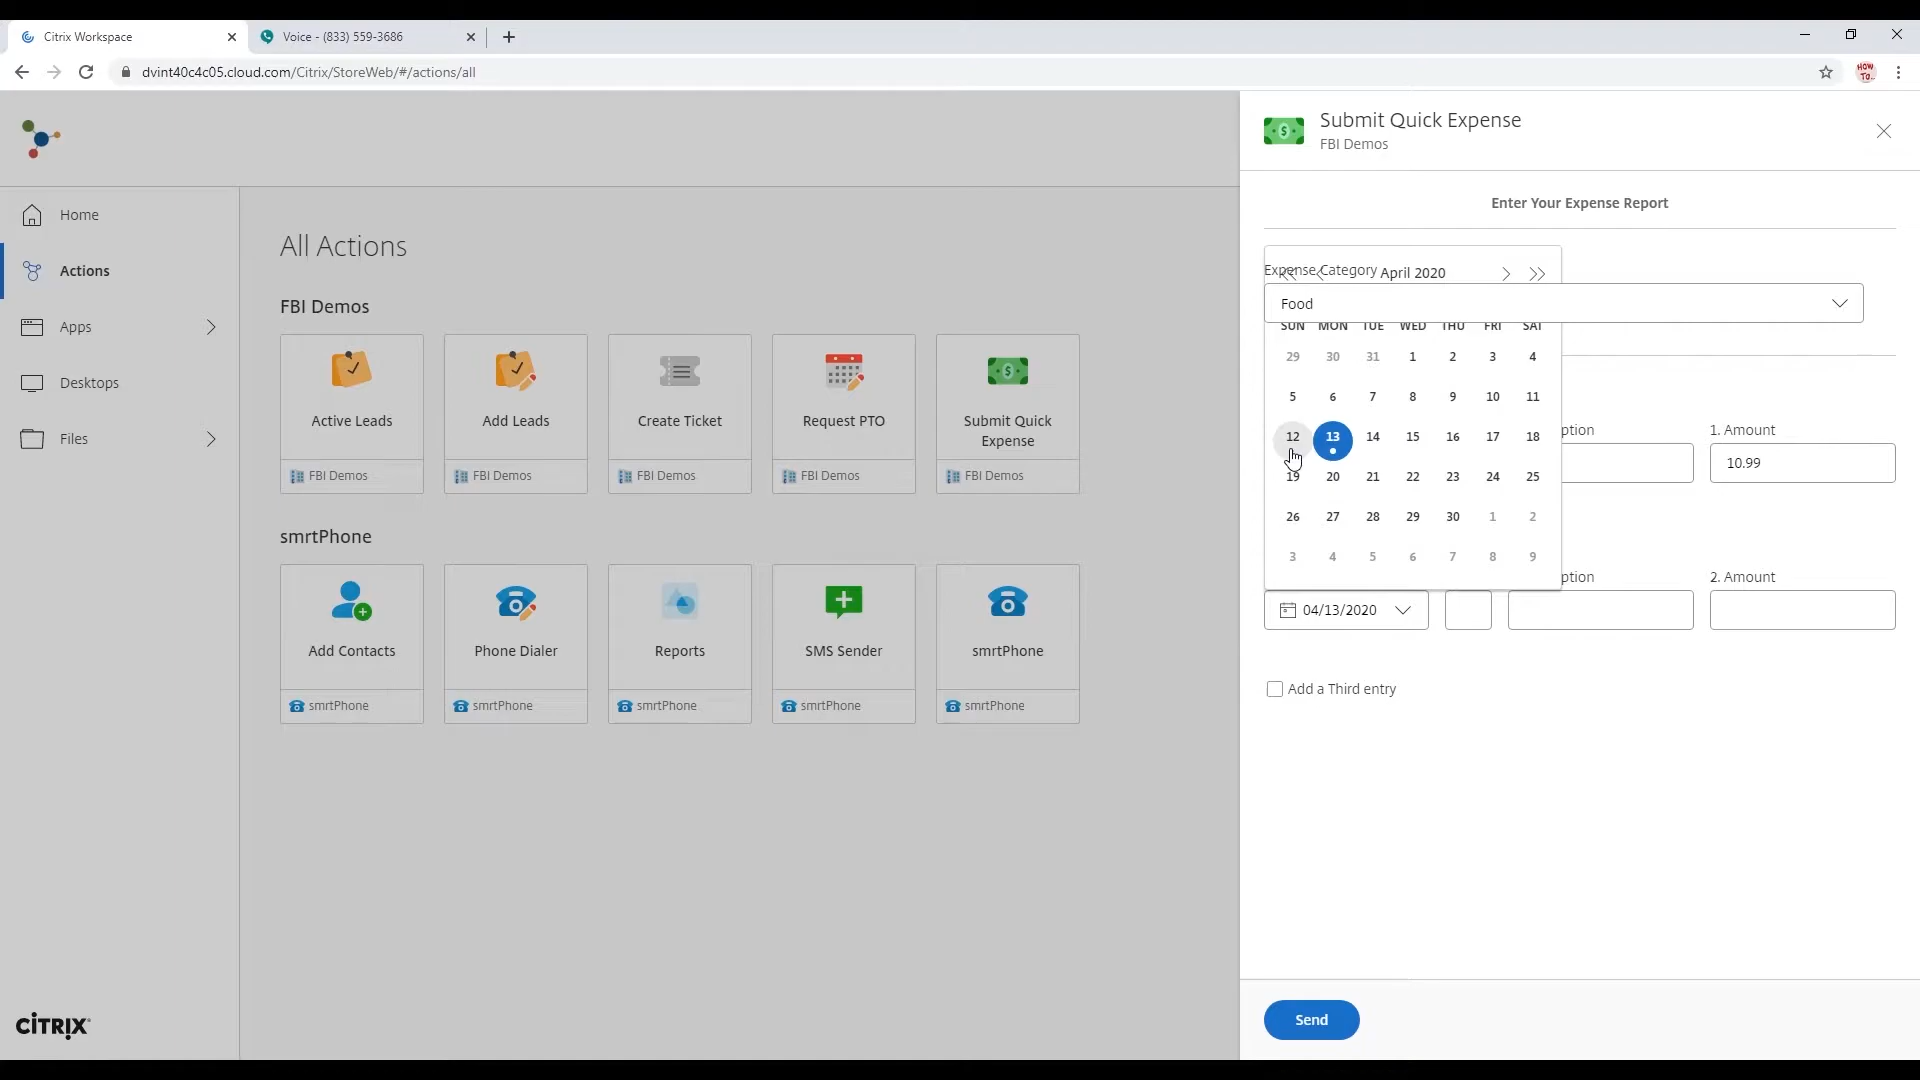 Citrix Workspace
Voice - (833) 559-3686
dvint40c4c05.cloud.com/Citrix/StoreWeb/#/actions/all
HOW TO..
Home
Actions
Apps
Desktops
Files
CITRIX
All Actions
FBI Demos
Active Leads
FBI Demos
Add Leads
FBI Demos
Create Ticket
FBI Demos
Request PTO
FBI Demos
Submit Quick Expense
FBI Demos
smrtPhone
Add Contacts
smrtPhone
Phone Dialer
smrtPhone
Reports
smrtPhone
SMS Sender
smrtPhone
smrtPhone
smrtPhone
Submit Quick Expense
FBI Demos
Enter Your Expense Report
Expense Category
April 2020
Food
SUN MON TUE WED THU FRI SAT
29 30 31 1 2 3 4
5 6 7 8 9 10 11
12 13 14 15 16 17 18
19 20 21 22 23 24 25
26 27 28 29 30 1 2
3 4 5 6 7 8 9
ption
1. Amount
10.99
ption
2. Amount
04/13/2020
Add a Third entry
Send